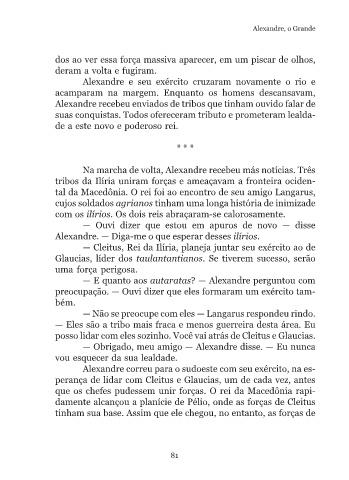 Alexandre, o Grande
dos ao ver essa força massiva aparecer, em um piscar de olhos,
deram a volta e fugiram.
Alexandre e seu exército cruzaram novamente o rio e
acamparam na margem. Enquanto os homens descansavam,
Alexandre recebeu enviados de tribos que tinham ouvido falar de
suas conquistas. Todos ofereceram tributo e prometeram lealda-
de a este novo e poderoso rei.
* * *
Na marcha de volta, Alexandre recebeu más notícias. Três
tribos da Ilíria uniram forças e ameaçavam a fronteira ociden-
tal da Macedônia. O rei foi ao encontro de seu amigo Langarus,
cujos soldados agrianos tinham uma longa história de inimizade
com os ilírios. Os dois reis abraçaram-se calorosamente.
— Ouvi dizer que estou em apuros de novo — disse
Alexandre. — Diga-me o que esperar desses ilírios.
— Cleitus, Rei da Ilíria, planeja juntar seu exército ao de
Glaucias, líder dos taulantantianos. Se tiverem sucesso, serão
uma força perigosa.
— E quanto aos autaratas? — Alexandre perguntou com
preocupação. — Ouvi dizer que eles formaram um exército tam-
bém.
— Não se preocupe com eles — Langarus respondeu rindo.
— Eles são a tribo mais fraca e menos guerreira desta área. Eu
posso lidar com eles sozinho. Você vai atrás de Cleitus e Glaucias.
— Obrigado, meu amigo — Alexandre disse. — Eu nunca
vou esquecer da sua lealdade.
Alexandre correu para o sudoeste com seu exército, na es-
perança de lidar com Cleitus e Glaucias, um de cada vez, antes
que os chefes pudessem unir forças. O rei da Macedônia rapi-
damente alcançou a planície de Pélio, onde as forças de Cleitus
tinham sua base. Assim que ele chegou, no entanto, as forças de
81